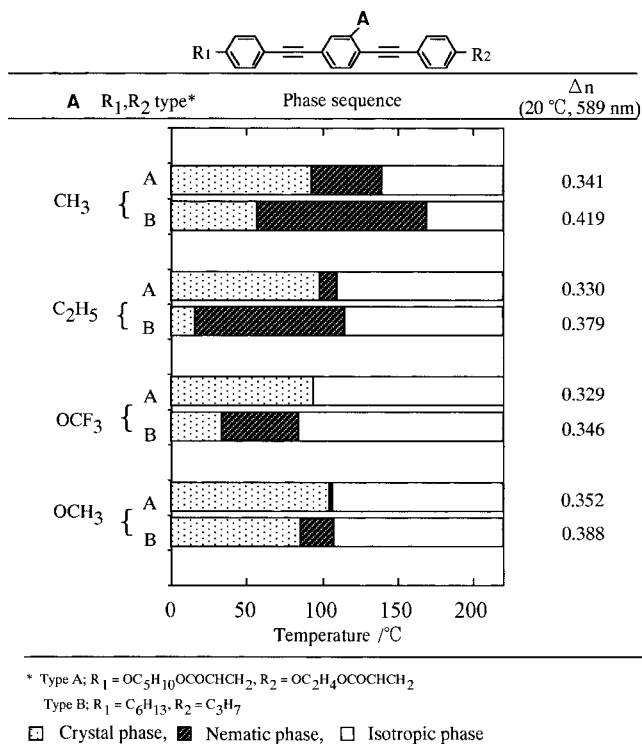 A
R1 R2
A R1,R2 type* Phase sequence Δn
(20 ℃, 589 nm)
CH3 { A 0.341
B 0.419
C2H5 { A 0.330
B 0.379
OCF3 { A 0.329
B 0.346
OCH3 { A 0.352
B 0.388
0 50 100 150 200
Temperature /℃
* Type A; R1 = OC5H10OCOCHCH2, R2 = OC2H4OCOCHCH2
Type B; R1 = C6H13, R2 = C3H7
Crystal phase, Nematic phase, Isotropic phase